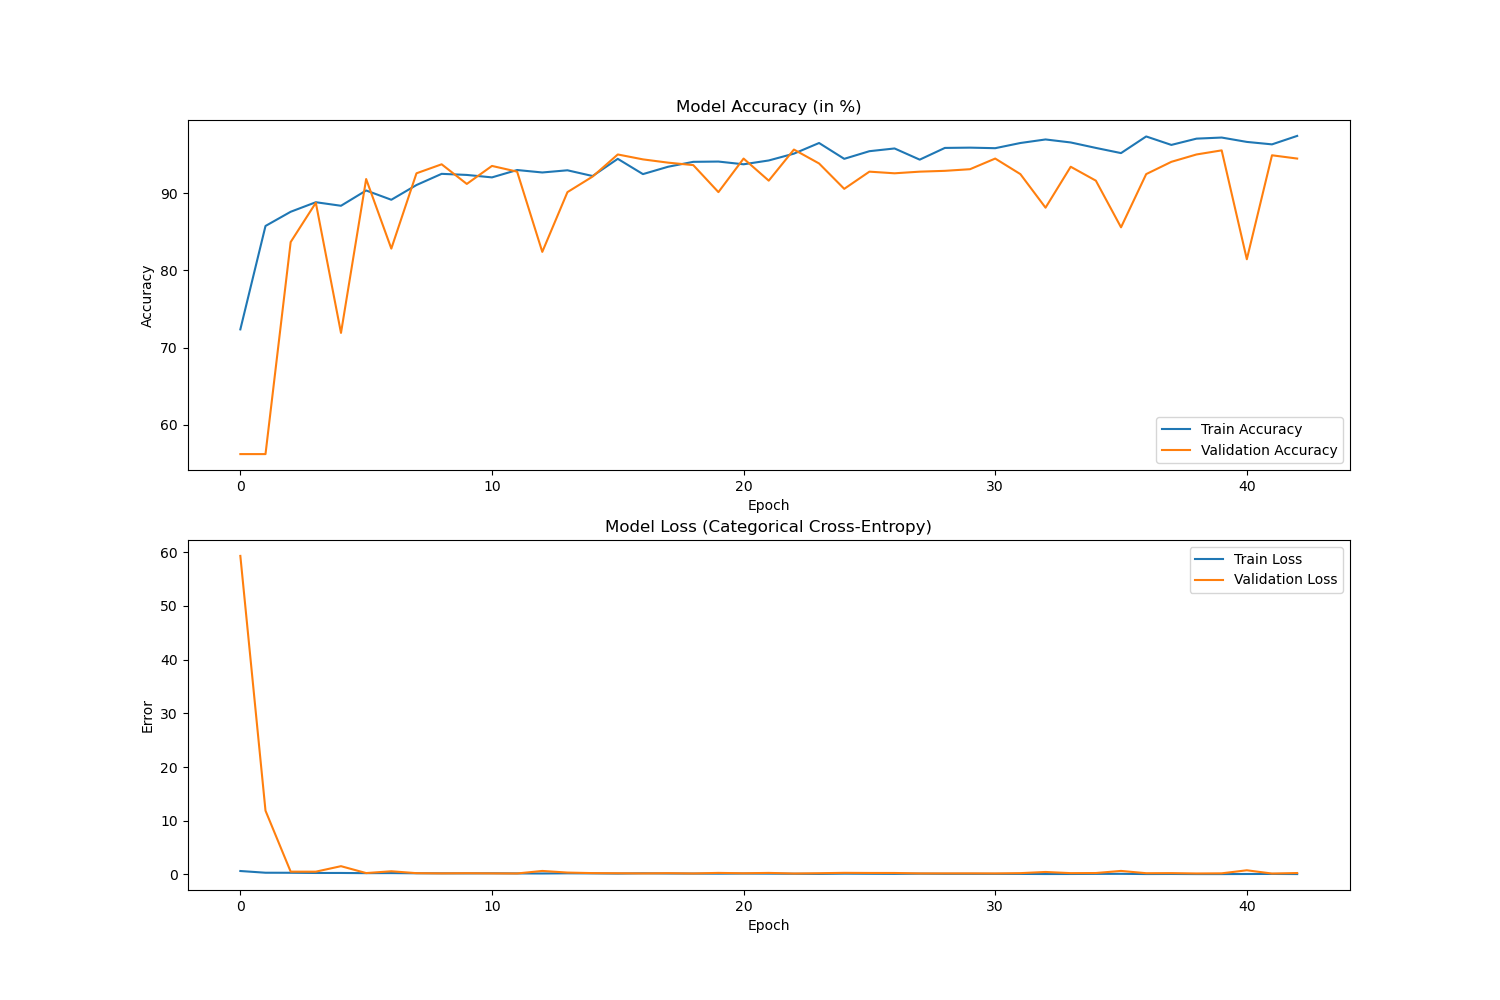 Model Accuracy (in %)
90
80
70
60
Accuracy
Train Accuracy
Validation Accuracy
0 10 20 30 40
Epoch
Model Loss (Categorical Cross-Entropy)
60
50
40
30
20
10
0
Error
Train Loss
Validation Loss
0 10 20 30 40
Epoch